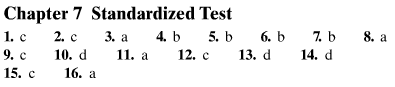 Chapter 7 Standardized Test
1. c 2. c 3. a 4. b 5. b 6. b 7. b 8. a
9. c 10. d 11. a 12. c 13. d 14. d
15. c 16. a